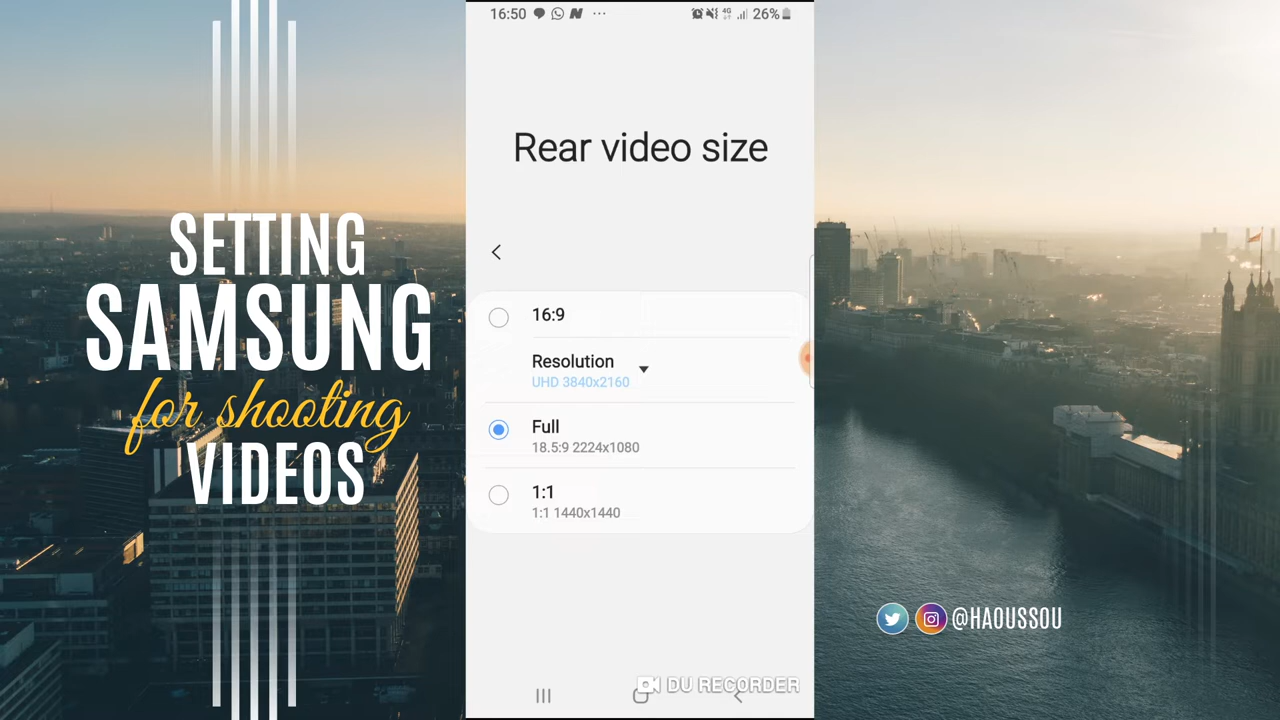 SETTING
SAMSUNG
for shooting
VIDEOS
16:50
4G
26%
Rear video size
16:9
Resolution
UHD 3840x2160
Full
18.5:9 2224x1080
1:1
1:1 1440x1440
@HAOUSSOU
DU RECORDER